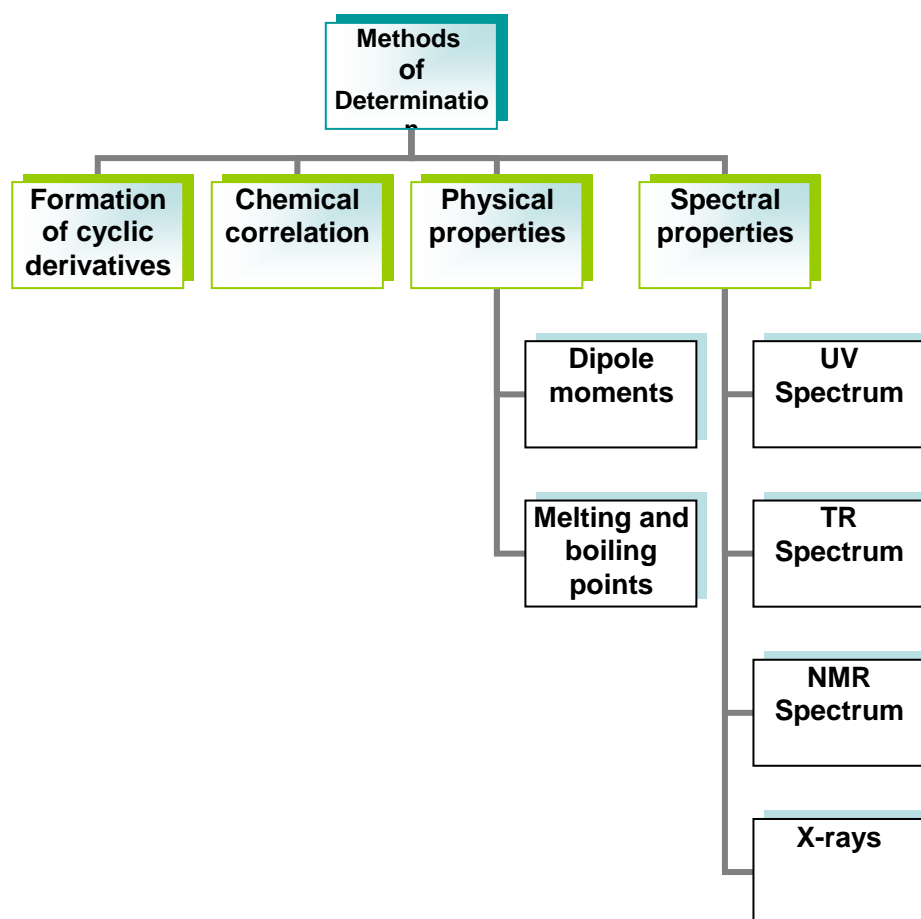 Methods
of
Determinatio
n
Formation
of cyclic
derivatives
Chemical
correlation
Physical
properties
Spectral
properties
Dipole
moments
Melting and
boiling
points
UV
Spectrum
TR
Spectrum
NMR
Spectrum
X-rays